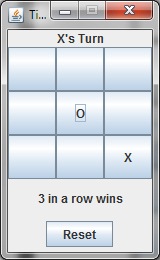 Ti...
X's Turn
O
X
3 in a row wins
Reset